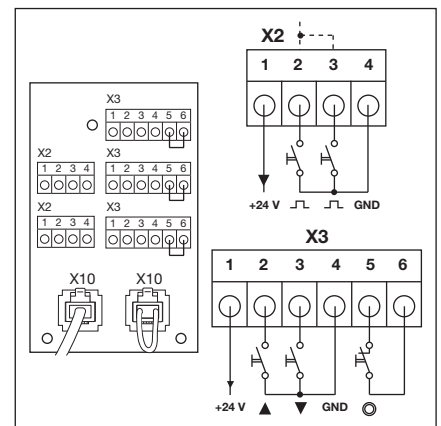 X3
1 2 3 4 5 6
X2 X3
1 2 3 4 1 2 3 4 5 6
X2 X3
1 2 3 4 1 2 3 4 5 6
X10 X10
X2
1 2 3 4
+24 V GND
X3
1 2 3 4 5 6
+24 V ▲ ▼ GND